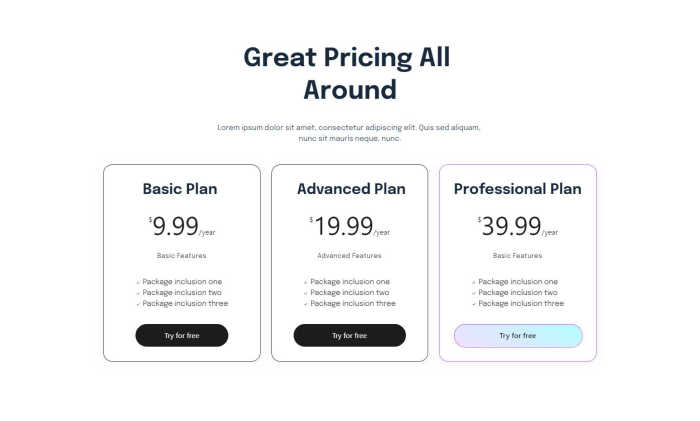 Great Pricing All
Around
Lorem ipsum dolor sit amet, consectetur adipiscing elit. Quis sed aliquam,
nunc sit mauris neque, nunc.
Basic Plan
$9.99/year
Basic Features
✓ Package inclusion one
✓ Package inclusion two
✓ Package inclusion three
Try for free
Advanced Plan
$19.99/year
Advanced Features
✓ Package inclusion one
✓ Package inclusion two
✓ Package inclusion three
Try for free
Professional Plan
$39.99/year
Basic Features
✓ Package inclusion one
✓ Package inclusion two
✓ Package inclusion three
Try for free